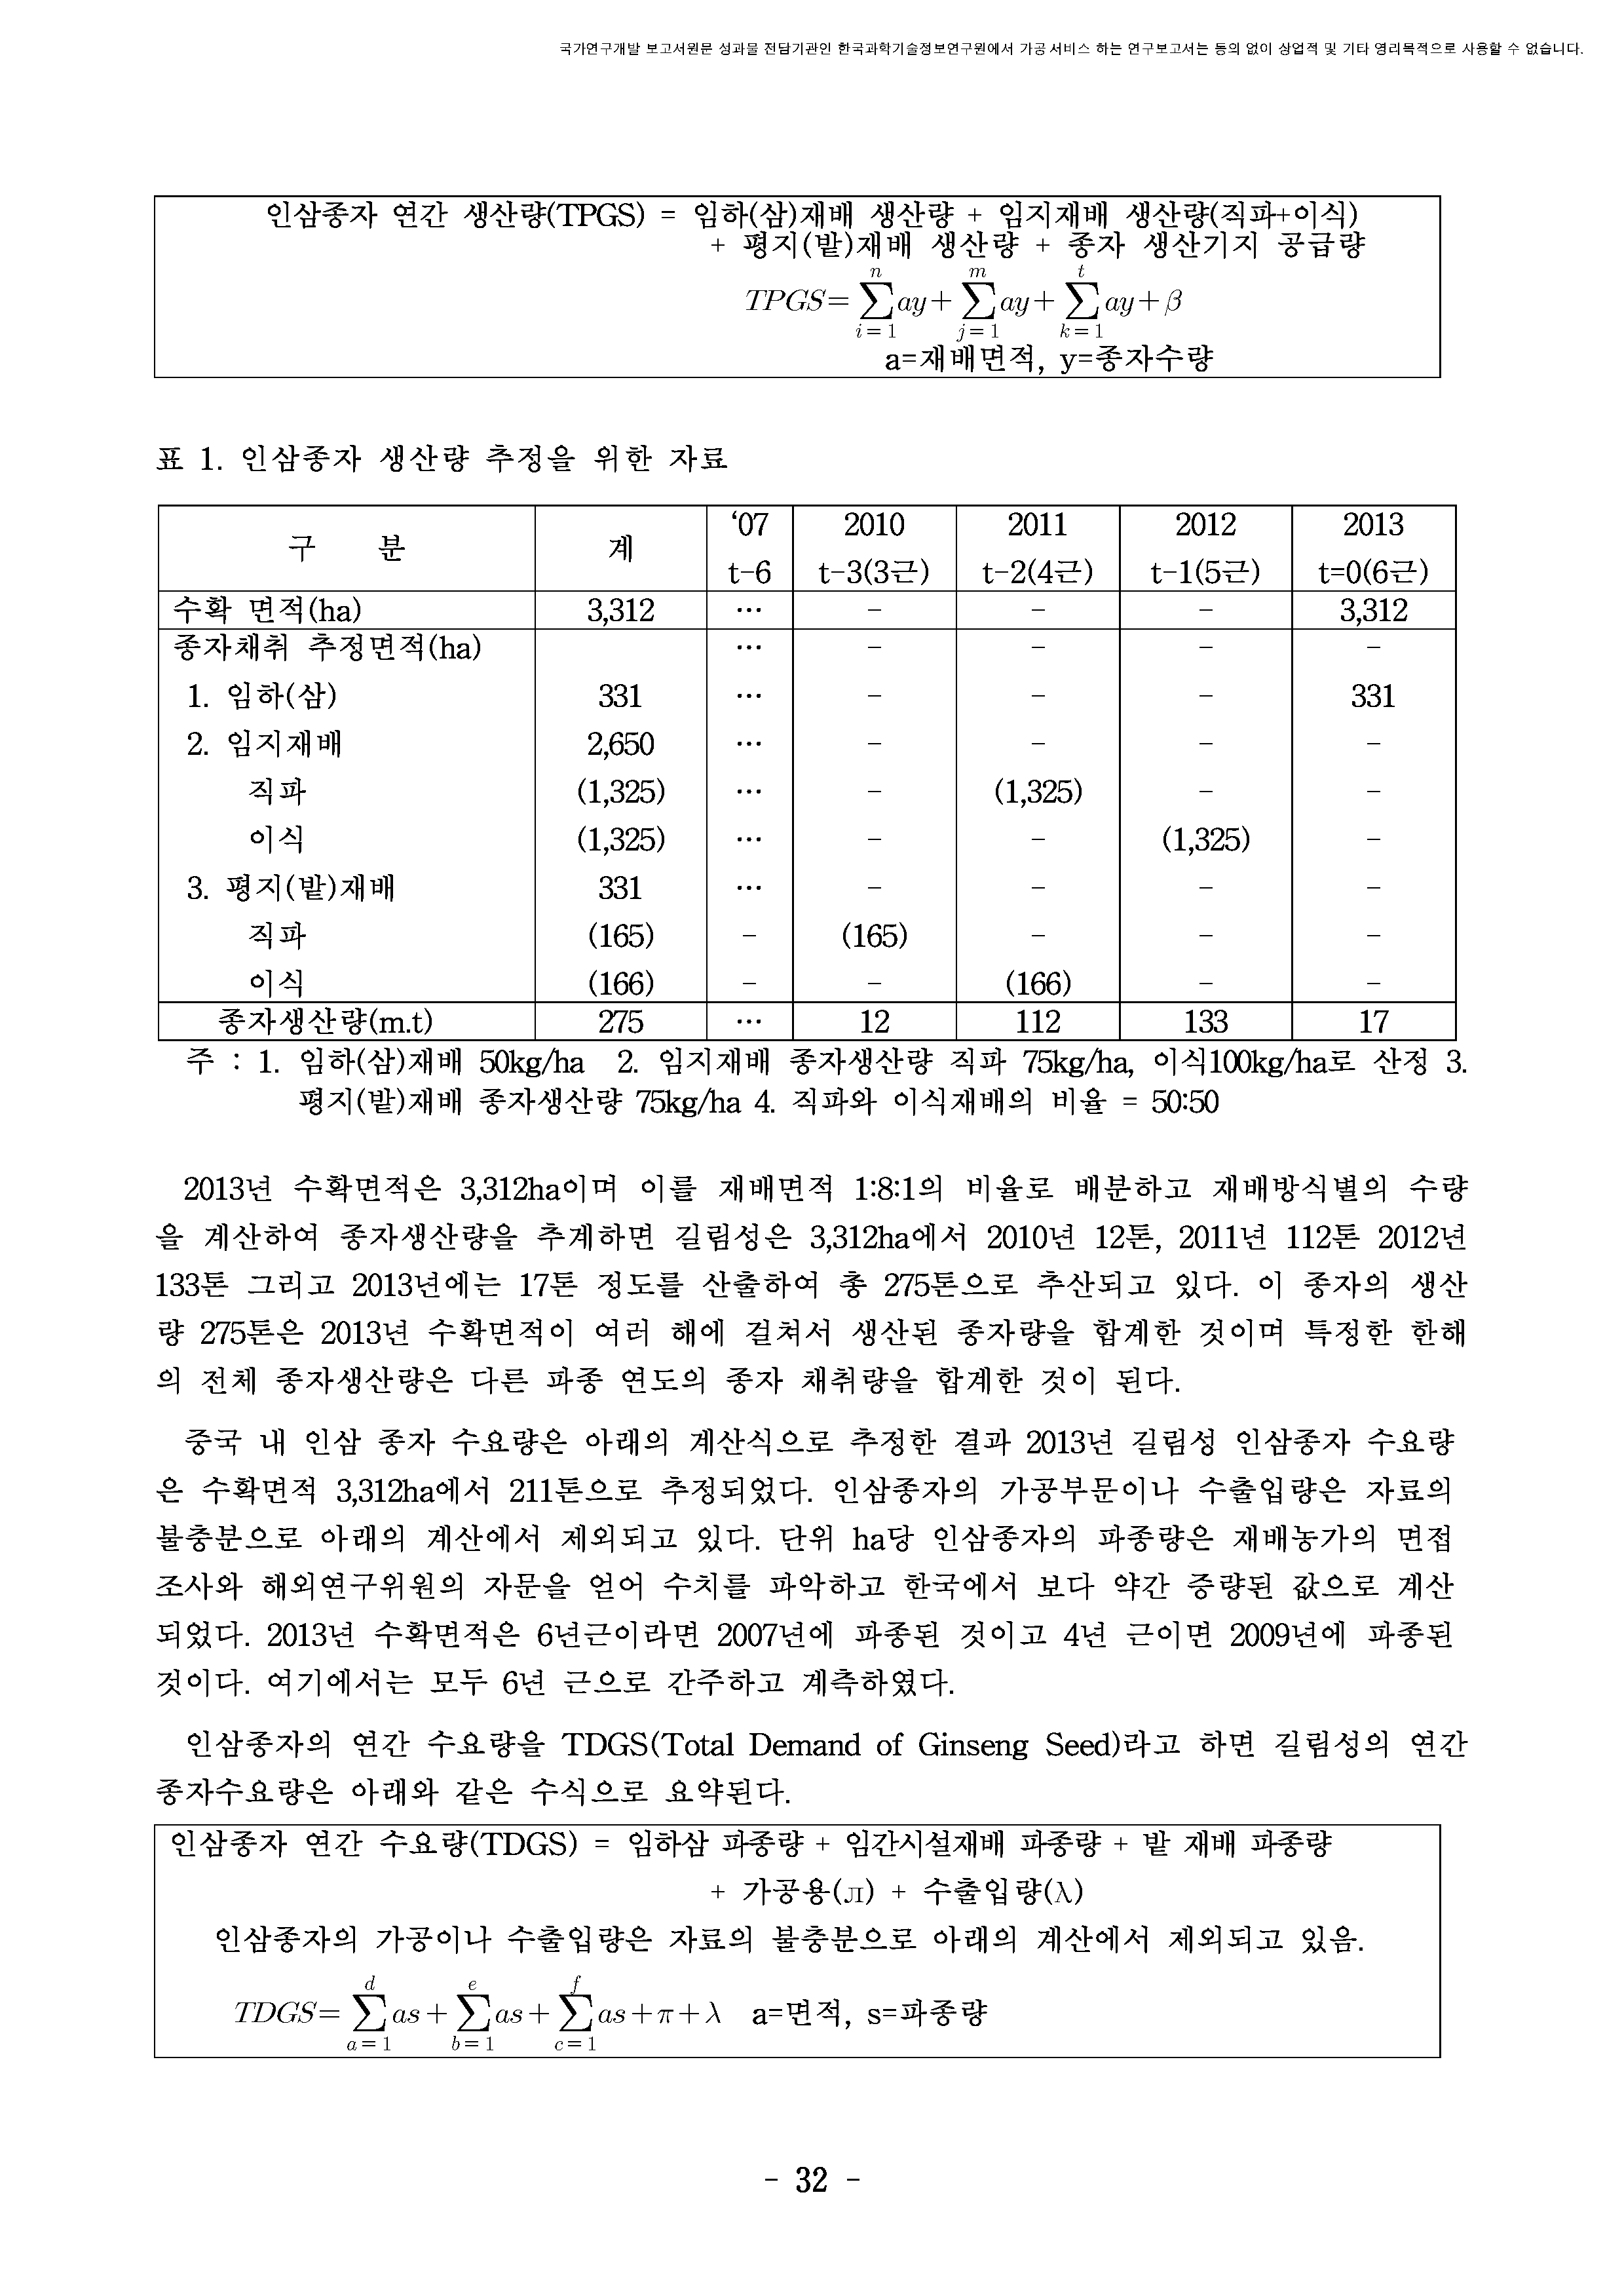 국가연구개발 보고서원문 성과물 전담기관인 한국과학기술정보연구원에서 가공·서비스 하는 연구보고서는 동의 없이 상업적 및 기타 영리목적으로 사용할 수 없습니다.
인삼종자 연간 생산량(TPGS) = 임하(삼)재배 생산량 + 임지재배 생산량(직파+이식)
+ 평지(밭)재배 생산량 + 종자 생산기지 공급량
n m t
TPGS= ∑ay+∑ay+∑ay+β
i=1 j=1 k=1
a=재배면적, y=종자수량
표 1. 인삼종자 생산량 추정을 위한 자료
구 분 계 ‘07 2010 2011 2012 2013
t-6 t-3(3근) t-2(4근) t-1(5근) t=0(6근)
수확 면적(ha) 3,312 … - - - 3,312
종자채취 추정면적(ha) … - - - -
1. 임하(삼) 331 … - - - 331
2. 임지재배 2,650 … - - - -
직파 (1,325) … - (1,325) - -
이식 (1,325) … - - (1,325) -
3. 평지(밭)재배 331 … - - - -
직파 (165) - (165) - - -
이식 (166) - - (166) - -
종자생산량(m.t) 275 … 12 112 133 17
주 : 1. 임하(삼)재배 50kg/ha 2. 임지재배 종자생산량 직파 75kg/ha, 이식100kg/ha로 산정 3.
평지(밭)재배 종자생산량 75kg/ha 4. 직파와 이식재배의 비율 = 50:50
2013년 수확면적은 3,312ha이며 이를 재배면적 1:8:1의 비율로 배분하고 재배방식별의 수량
을 계산하여 종자생산량을 추계하면 길림성은 3,312ha에서 2010년 12톤, 2011년 112톤 2012년
133톤 그리고 2013년에는 17톤 정도를 산출하여 총 275톤으로 추산되고 있다. 이 종자의 생산
량 275톤은 2013년 수확면적이 여러 해에 걸쳐서 생산된 종자량을 합계한 것이며 특정한 한해
의 전체 종자생산량은 다른 파종 연도의 종자 채취량을 합계한 것이 된다.
중국 내 인삼 종자 수요량은 아래의 계산식으로 추정한 결과 2013년 길림성 인삼종자 수요량
은 수확면적 3,312ha에서 211톤으로 추정되었다. 인삼종자의 가공부문이나 수출입량은 자료의
불충분으로 아래의 계산에서 제외되고 있다. 단위 ha당 인삼종자의 파종량은 재배농가의 면접
조사와 해외연구위원의 자문을 얻어 수치를 파악하고 한국에서 보다 약간 증량된 값으로 계산
되었다. 2013년 수확면적은 6년근이라면 2007년에 파종된 것이고 4년 근이면 2009년에 파종된
것이다. 여기에서는 모두 6년 근으로 간주하고 계측하였다.
인삼종자의 연간 수요량을 TDGS(Total Demand of Ginseng Seed)라고 하면 길림성의 연간
종자수요량은 아래와 같은 수식으로 요약된다.
인삼종자 연간 수요량(TDGS) = 임하삼 파종량 + 임간시설재배 파종량 + 밭 재배 파종량
+ 가공용(π) + 수출입량(λ)
인삼종자의 가공이나 수출입량은 자료의 불충분으로 아래의 계산에서 제외되고 있음.
d e f
TDGS= ∑as+∑as+∑as+π+λ a=면적, s=파종량
a=1 b=1 c=1
- 32 -